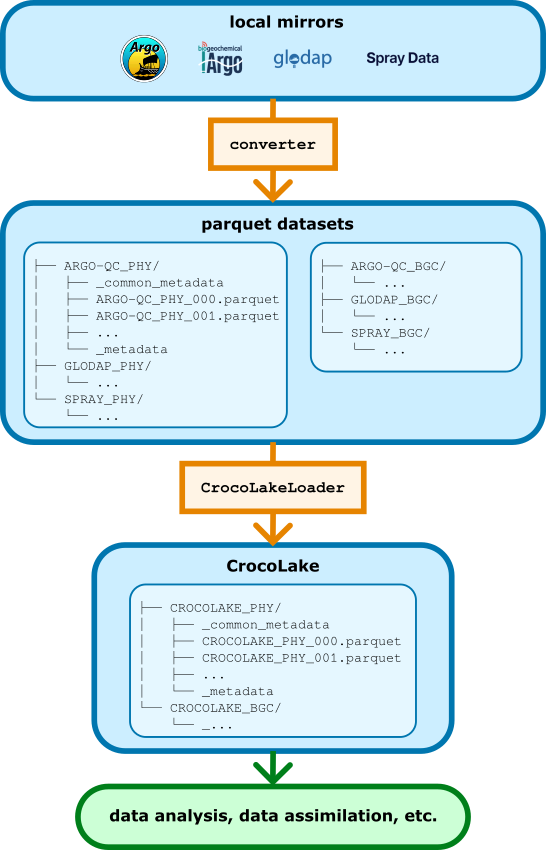 local mirrors
Argo
biogeochemical
Argo
glodap
Spray Data
converter
parquet datasets
├── ARGO-QC_PHY/
│   ├── _common_metadata
│   ├── ARGO-QC_PHY_000.parquet
│   ├── ARGO-QC_PHY_001.parquet
│   ├── ...
│   └── _metadata
├── GLODAP_PHY/
│   └── ...
└── SPRAY_PHY/
    └── ...
├── ARGO-QC_BGC/
│   └── ...
├── GLODAP_BGC/
│   └── ...
└── SPRAY_BGC/
    └── ...
CrocoLakeLoader
CrocoLake
├── CROCOLAKE_PHY/
│   ├── _common_metadata
│   ├── CROCOLAKE_PHY_000.parquet
│   ├── CROCOLAKE_PHY_001.parquet
│   ├── ...
│   └── _metadata
└── CROCOLAKE_BGC/
    └── _...
data analysis, data assimilation, etc.